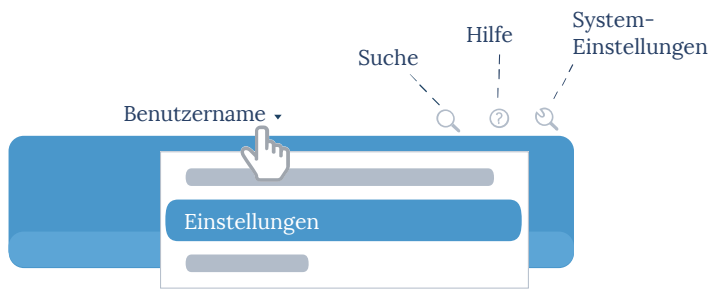 System-
Einstellungen
Hilfe
Suche
Benutzername
Einstellungen